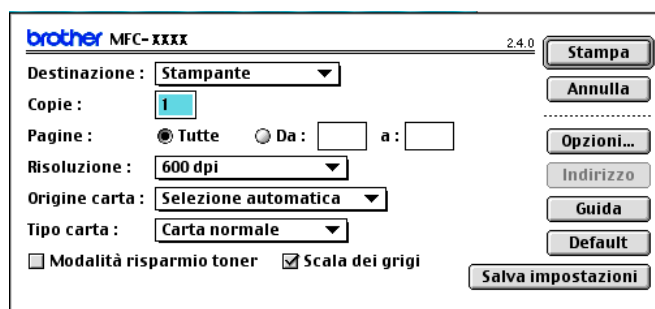 brother MFC-xxxx 2.4.0
Stampa
Destinazione : Stampante
Annulla
Copie : 1
Pagine : Tutte Da : a :
Opzioni...
Risoluzione : 600 dpi
Indirizzo
Origine carta : Selezione automatica
Guida
Tipo carta : Carta normale
Default
Modalità risparmio toner Scala dei grigi
Salva impostazioni